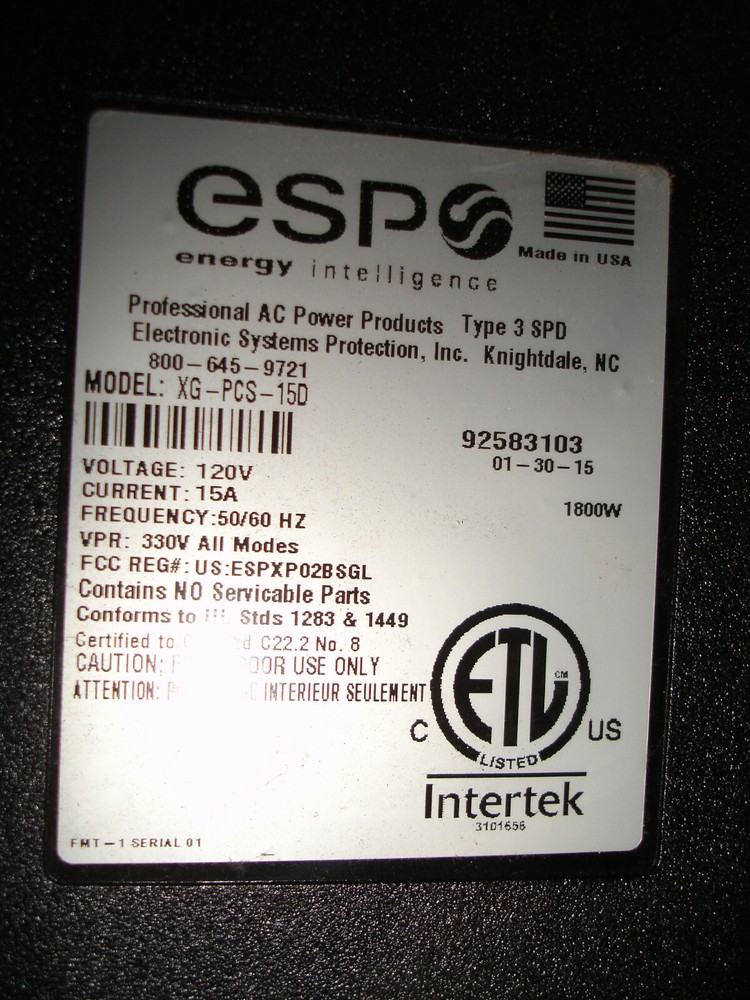 esp
energy intelligence
Made in USA
Professional AC Power Products Type 3 SPD
Electronic Systems Protection, Inc. Knightdale, NC
800-645-9721
MODEL: XG-PCS-15D
92583103
01-30-15
VOLTAGE: 120V
CURRENT: 15A
1800W
FREQUENCY:50/60 HZ
VPR: 330V All Modes
FCC REG#: US:ESPXP02BSGL
Contains NO Servicable Parts
Conforms to Stds 1283 & 1449
Certified to C22.2 No. 8
CAUTION: USE ONLY
ATTENTION: INTERIEUR SEULEMENT
ETL CM
C US
LISTED
Intertek
3101656
FMT-1 SERIAL 01